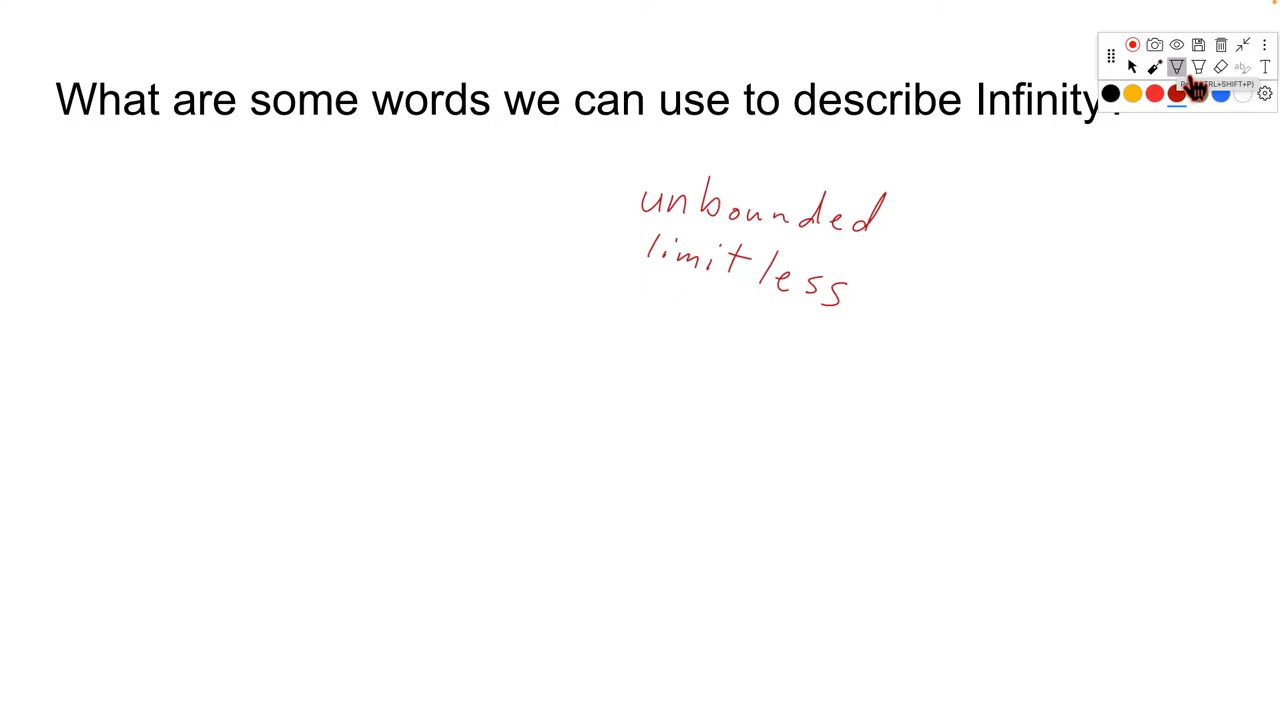 What are some words we can use to describe Infinity
unbounded
limitless